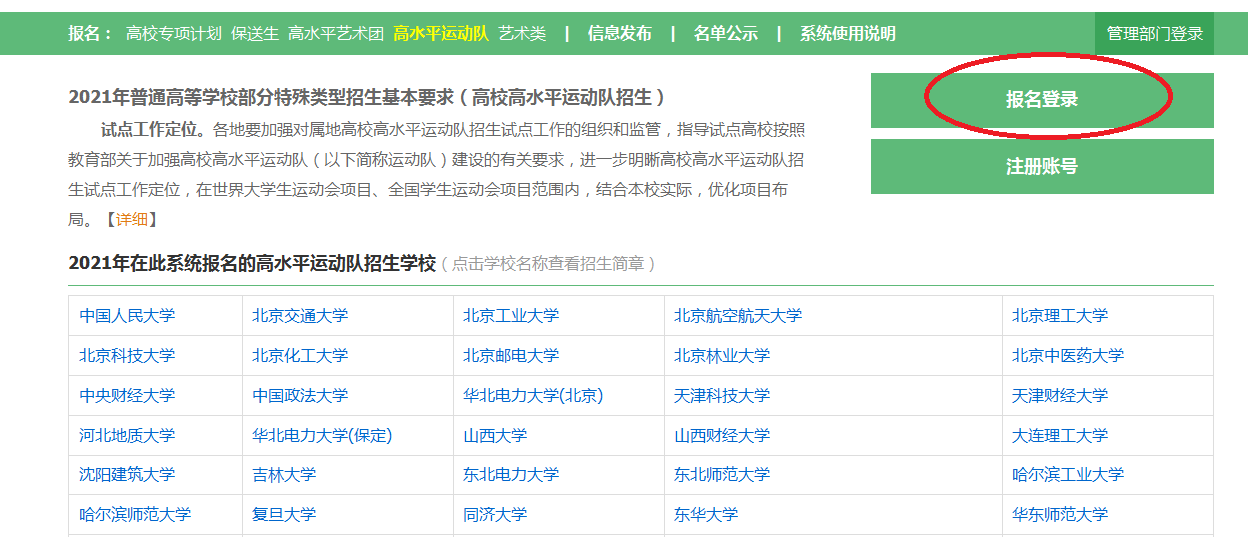 报名： 高校专项计划 保送生 高水平艺术团 高水平运动队 艺术类 | 信息发布 | 名单公示 | 系统使用说明 管理部门登录
2021年普通高等学校部分特殊类型招生基本要求（高校高水平运动队招生）
试点工作定位。各地要加强对属地高校高水平运动队招生试点工作的组织和监管，指导试点高校按照
教育部关于加强高校高水平运动队（以下简称运动队）建设的有关要求，进一步明晰高校高水平运动队招
生试点工作定位，在世界大学生运动会项目、全国学生运动会项目范围内，结合本校实际，优化项目布
局。【详细】
报名登录
注册账号
2021年在此系统报名的高水平运动队招生学校（点击学校名称查看招生简章）
中国人民大学 北京交通大学 北京工业大学 北京航空航天大学 北京理工大学
北京科技大学 北京化工大学 北京邮电大学 北京林业大学 北京中医药大学
中央财经大学 中国政法大学 华北电力大学(北京) 天津科技大学 天津财经大学
河北地质大学 华北电力大学(保定) 山西大学 山西财经大学 大连理工大学
沈阳建筑大学 吉林大学 东北电力大学 东北师范大学 哈尔滨工业大学
哈尔滨师范大学 复旦大学 同济大学 东华大学 华东师范大学